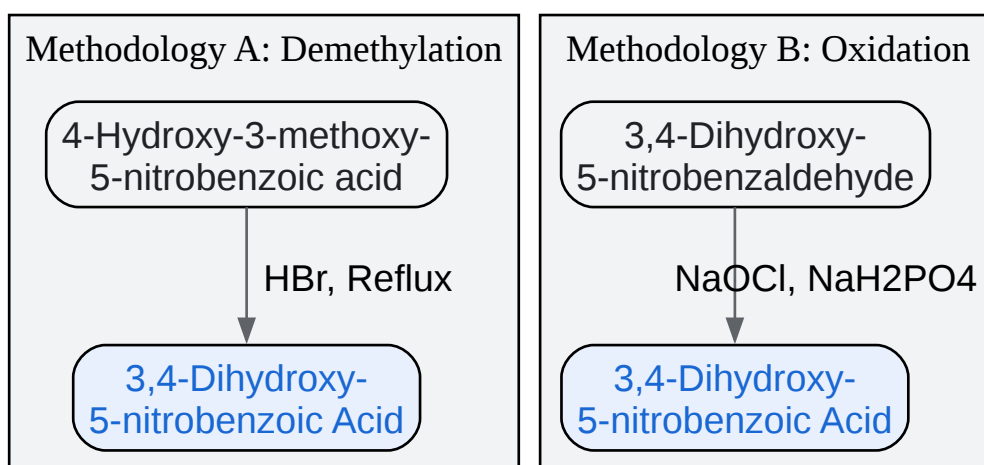 Methodology A: Demethylation
4-Hydroxy-3-methoxy-
5-nitrobenzoic acid
HBr, Reflux
3,4-Dihydroxy-
5-nitrobenzoic Acid
Methodology B: Oxidation
3,4-Dihydroxy-
5-nitrobenzaldehyde
NaOCl, NaH2PO4
3,4-Dihydroxy-
5-nitrobenzoic Acid